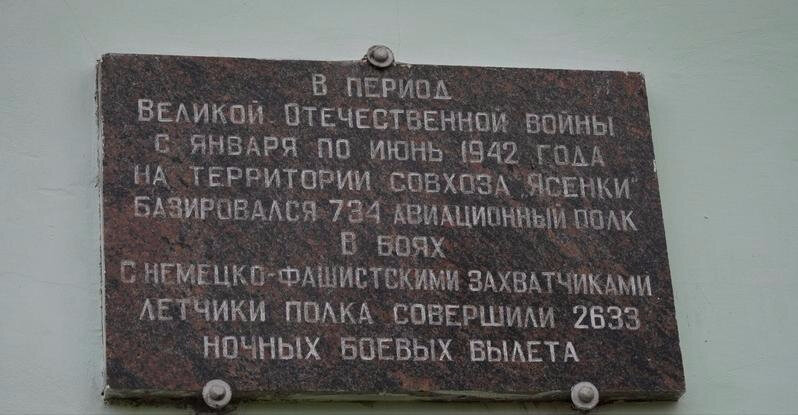 В ПЕРИОД
ВЕЛИКОЙ ОТЕЧЕСТВЕННОЙ ВОЙНЫ
С ЯНВАРЯ ПО ИЮНЬ 1942 ГОДА
НА ТЕРРИТОРИИ СОВХОЗА „ЯСЕНКИ"
БАЗИРОВАЛСЯ 734 АВИАЦИОННЫЙ ПОЛК
В БОЯХ
С НЕМЕЦКО-ФАШИСТСКИМИ ЗАХВАТЧИКАМИ
ЛЕТЧИКИ ПОЛКА СОВЕРШИЛИ 2633
НОЧНЫХ БОЕВЫХ ВЫЛЕТА